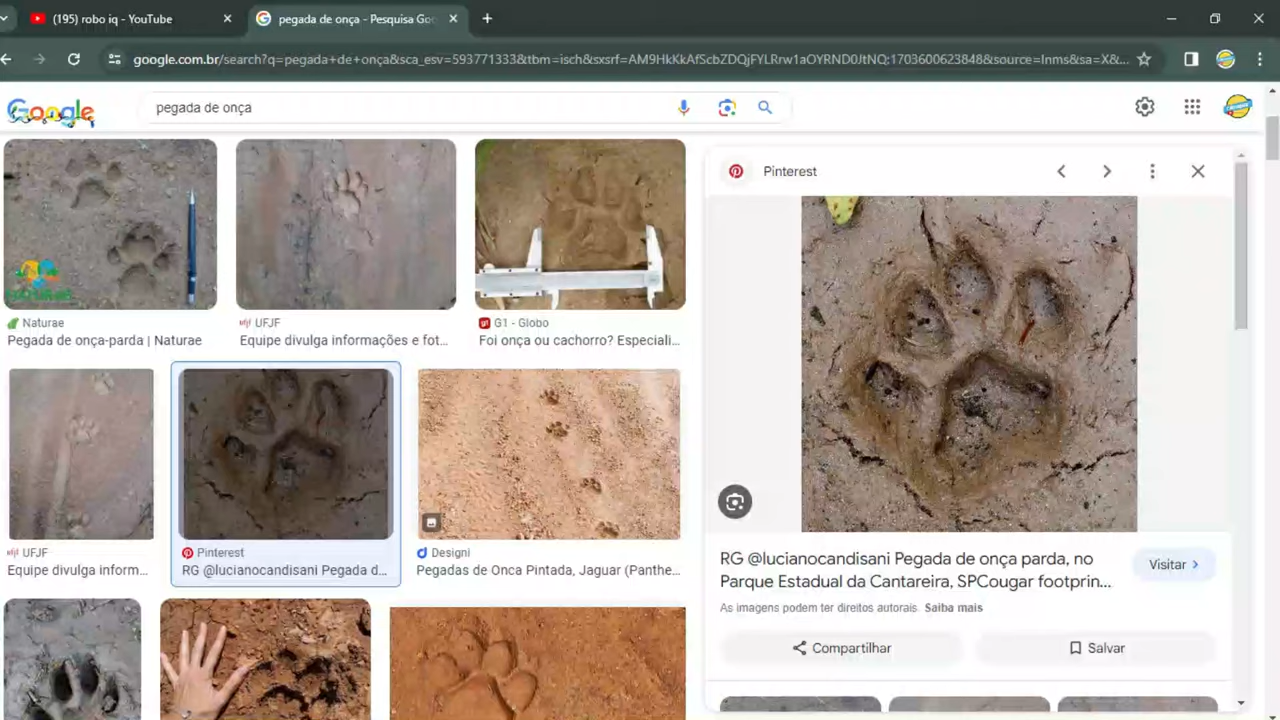 (195) robo iq - YouTube
pegada de onça - Pesquisa Go
google.com.br/search?q=pegada+de+onça&sca_esv=593771333&tbm=isch&sxsrf=AM9HkKkAfScbZDQjFYLRrw1aOYRND0JtNQ:1703600623848&source=lnms&sa=X&...
Google
pegada de onça
Naturae
Pegada de onça-parda | Naturae
UFJF
Equipe divulga informações e fot...
G1 - Globo
Foi onça ou cachorro? Especiali...
UFJF
Equipe divulga inform...
Pinterest
RG @lucianocandisani Pegada d...
Designi
Pegadas de Onca Pintada, Jaguar (Panthe...
Pinterest
RG @lucianocandisani Pegada de onça parda, no
Parque Estadual da Cantareira, SPCougar footprin...
Visitar
As imagens podem ter direitos autorais. Saiba mais
Compartilhar
Salvar